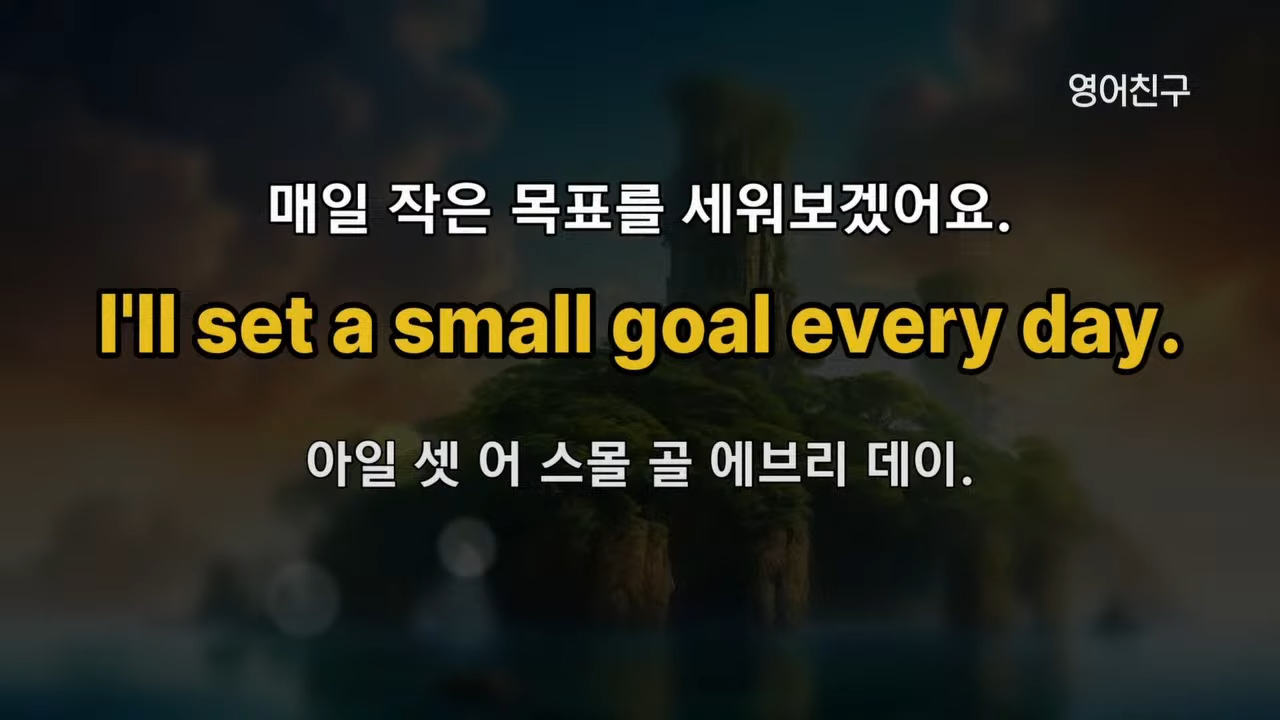 영어친구
매일 작은 목표를 세워보겠어요.
I'll set a small goal every day.
아일 셋 어 스몰 골 에브리 데이.